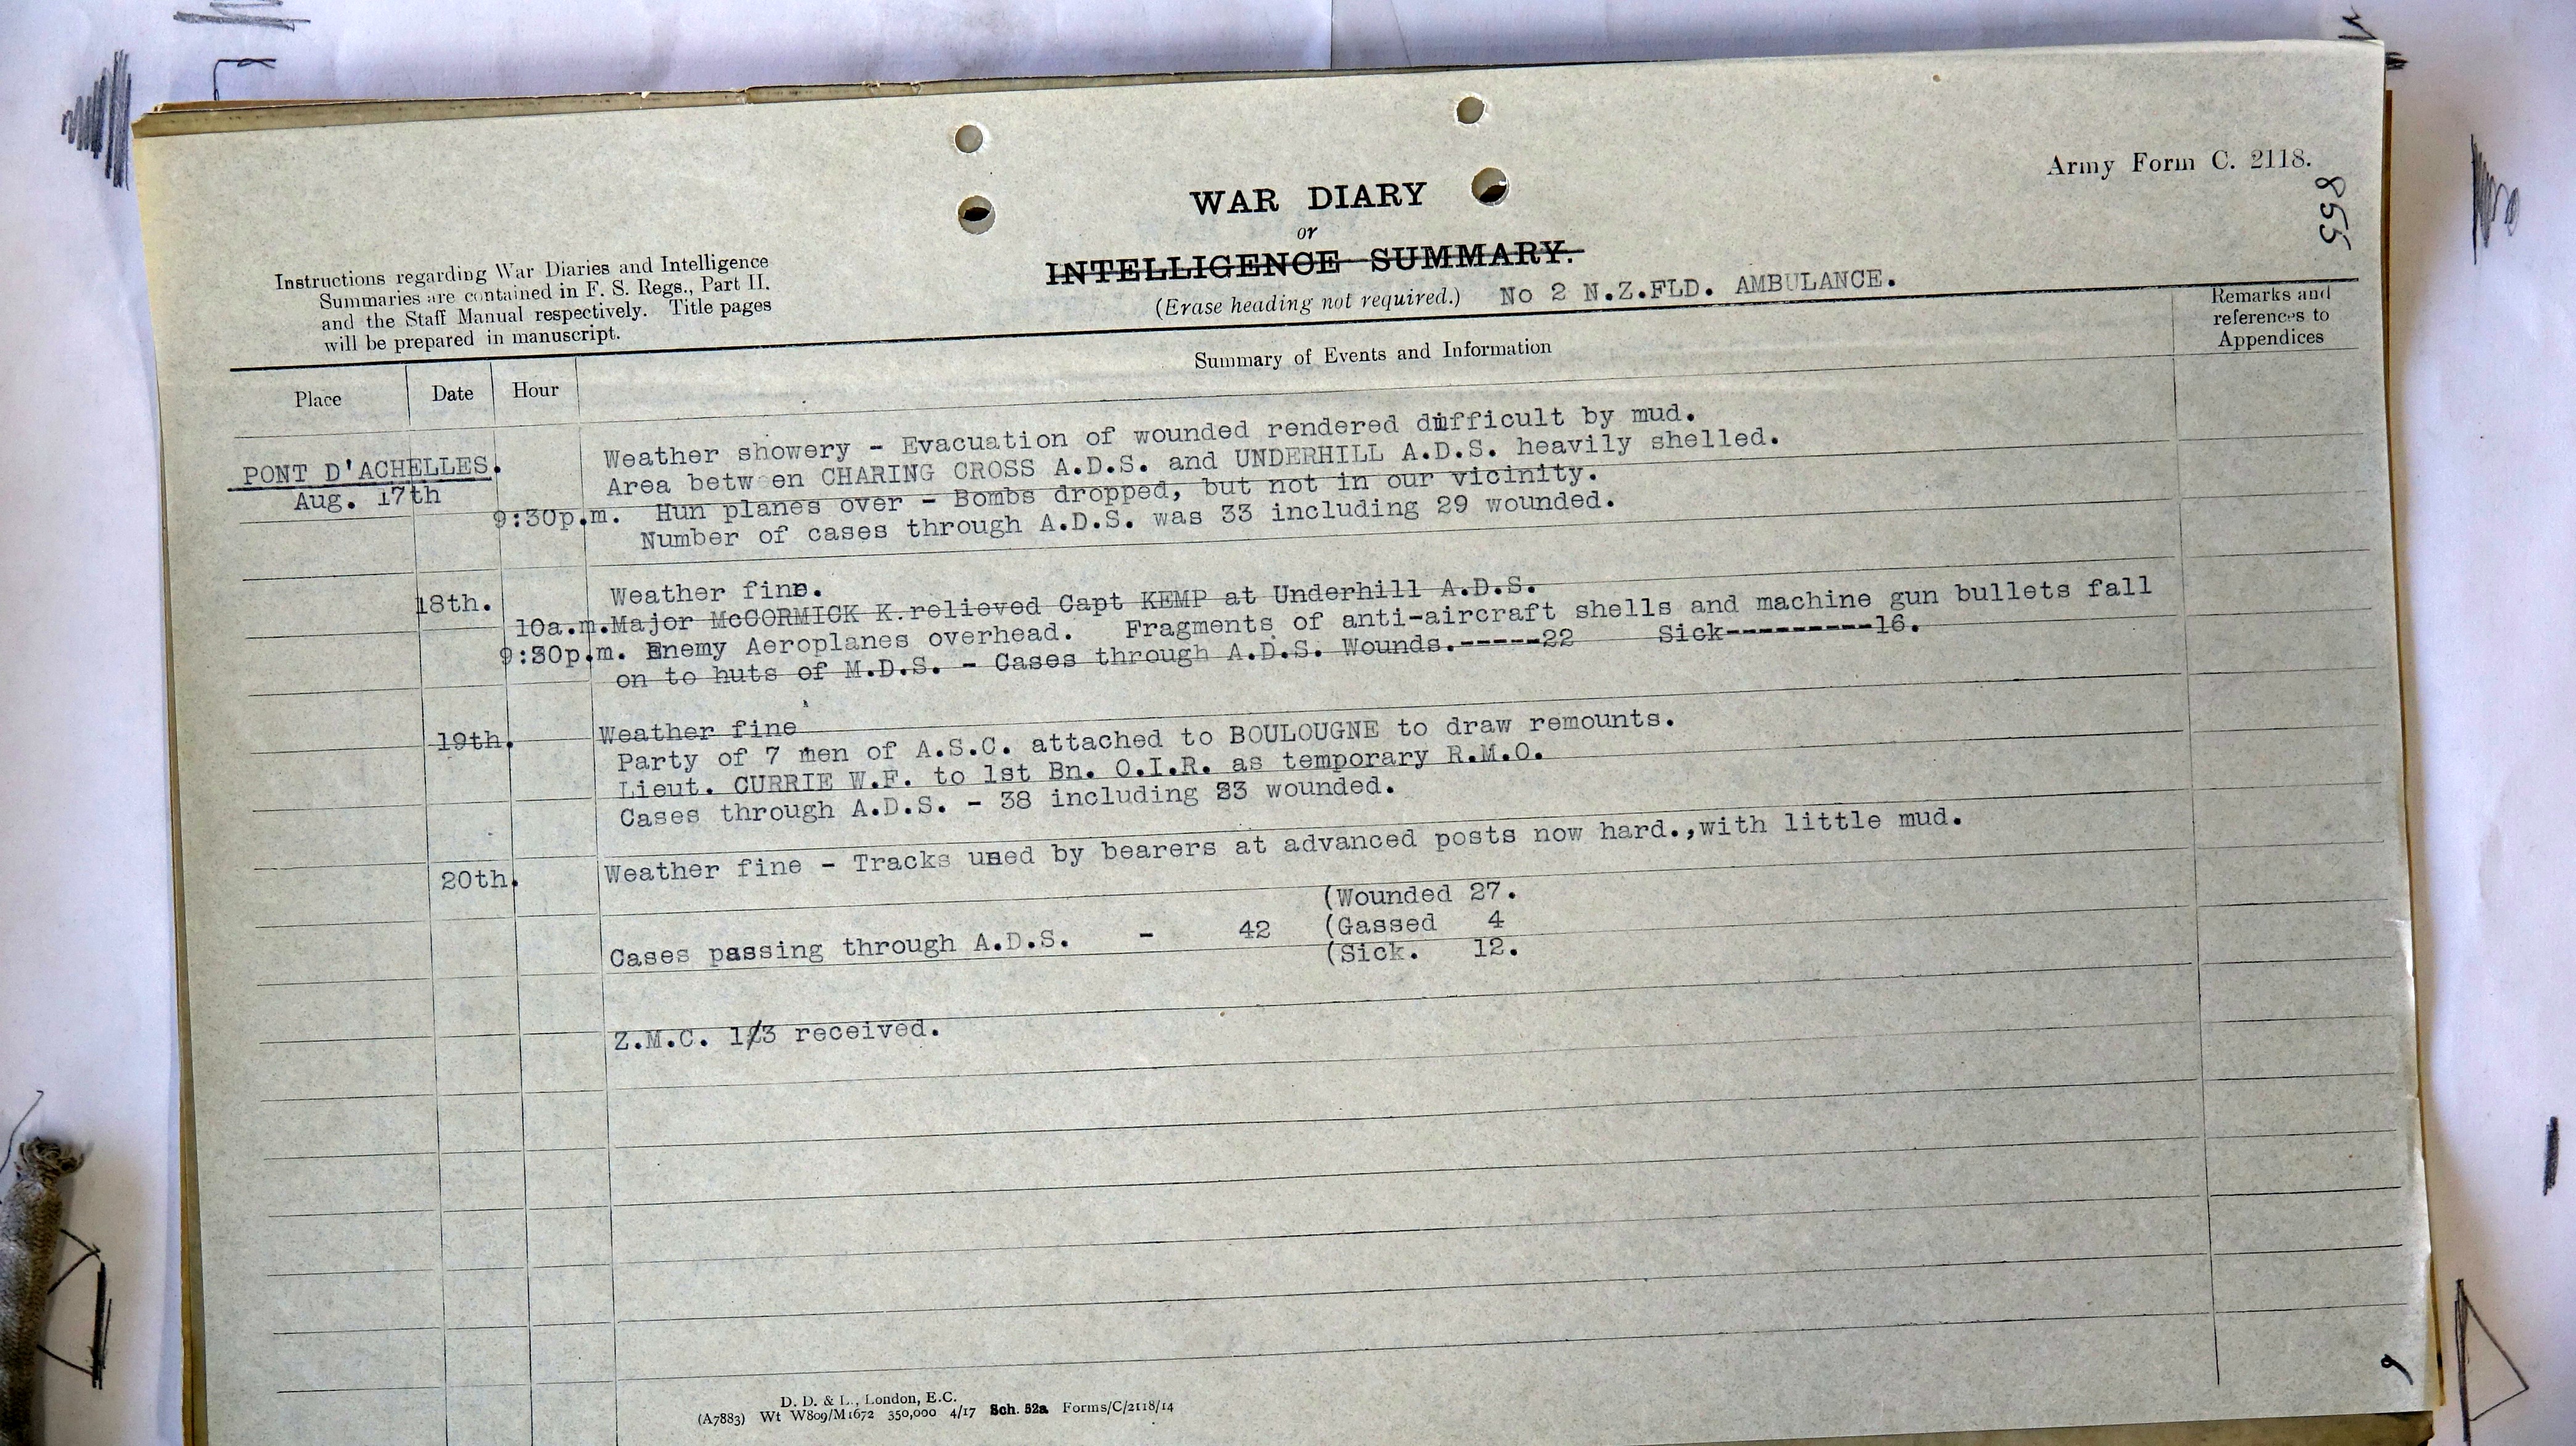 Army Form C. 2118.
855
WAR DIARY
or
INTELLIGENCE SUMMARY.
(Erase heading not required.) No 2 N.Z.FLD. AMBULANCE.
Instructions regarding War Diaries and Intelligence
Summaries are contained in F. S. Regs., Part II.
and the Staff Manual respectively. Title pages
will be prepared in manuscript.
Place Date Hour Summary of Events and Information Remarks and
references to
Appendices
PONT D'ACHELLES.
Aug. 17th
Weather showery - Evacuation of wounded rendered difficult by mud.
Area between CHARING CROSS A.D.S. and UNDERHILL A.D.S. heavily shelled.
9:30p.m. Hun planes over - Bombs dropped, but not in our vicinity.
Number of cases through A.D.S. was 33 including 29 wounded.
18th. Weather fine.
10a.m.Major McCORMICK K.relieved Capt KEMP at Underhill A.D.S.
9:30p.m. Enemy Aeroplanes overhead. Fragments of anti-aircraft shells and machine gun bullets fall
on to huts of M.D.S. - Cases through A.D.S. Wounds.-----22 Sick---------16.
19th. Weather fine
Party of 7 men of A.S.C. attached to BOULOUGNE to draw remounts.
Lieut. CURRIE W.F. to 1st Bn. O.I.R. as temporary R.M.O.
Cases through A.D.S. - 38 including 23 wounded.
20th. Weather fine - Tracks used by bearers at advanced posts now hard.,with little mud.
(Wounded 27.
Cases passing through A.D.S. - 42 (Gassed 4
(Sick. 12.
Z.M.C. 1/3 received.
D. D. & L., London, E.C.
(A7883) Wt W809/M1672 350,000 4/17 Sch. 52a Forms/C/2118/14
9